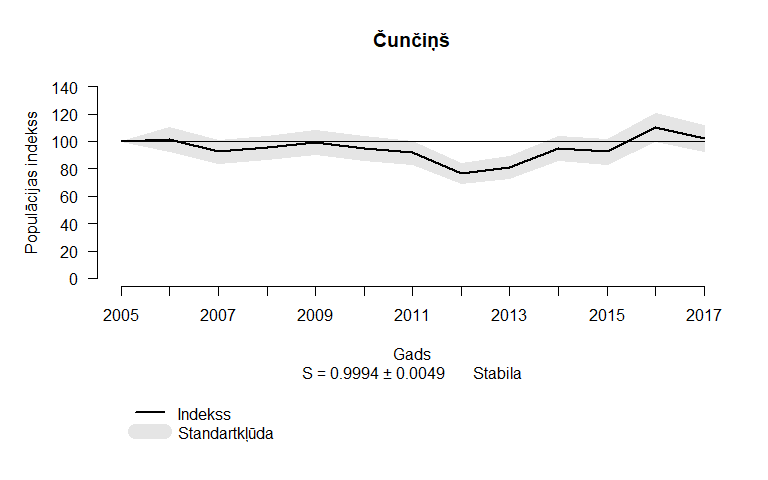 Čunčiņš
Populācijas indekss
140
120
100
80
60
40
20
0
2005 2007 2009 2011 2013 2015 2017
Gads
S = 0.9994 ± 0.0049 Stabila
Indekss
Standartkļūda